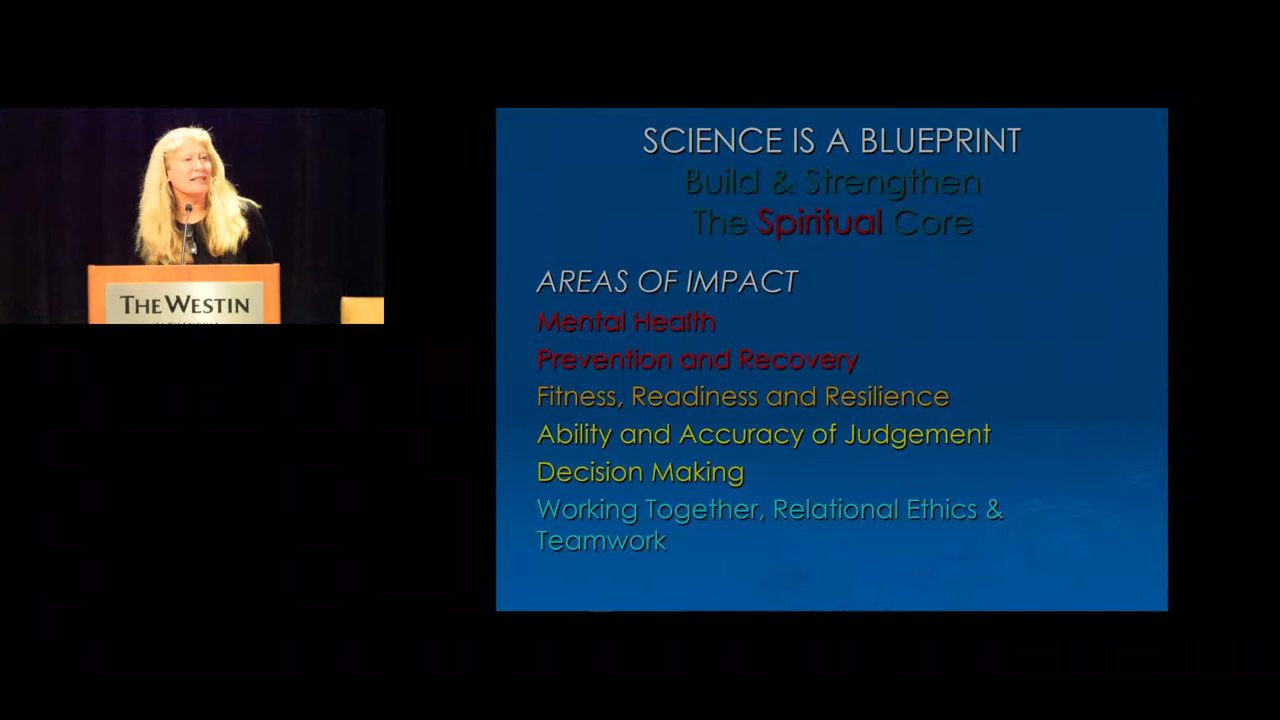 THE WESTIN
SCIENCE IS A BLUEPRINT
Build & Strengthen
The Spiritual Core
AREAS OF IMPACT
Mental Health
Prevention and Recovery
Fitness, Readiness and Resilience
Ability and Accuracy of Judgement
Decision Making
Working Together, Relational Ethics &
Teamwork